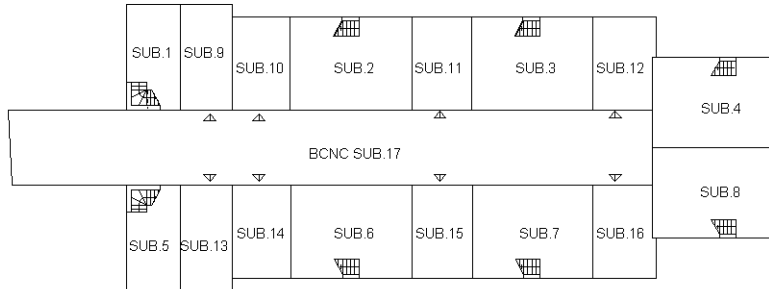 SUB.1
SUB.9
SUB.10
SUB.2
SUB.11
SUB.3
SUB.12
SUB.4
BCNC SUB.17
SUB.5
SUB.13
SUB.14
SUB.6
SUB.15
SUB.7
SUB.16
SUB.8